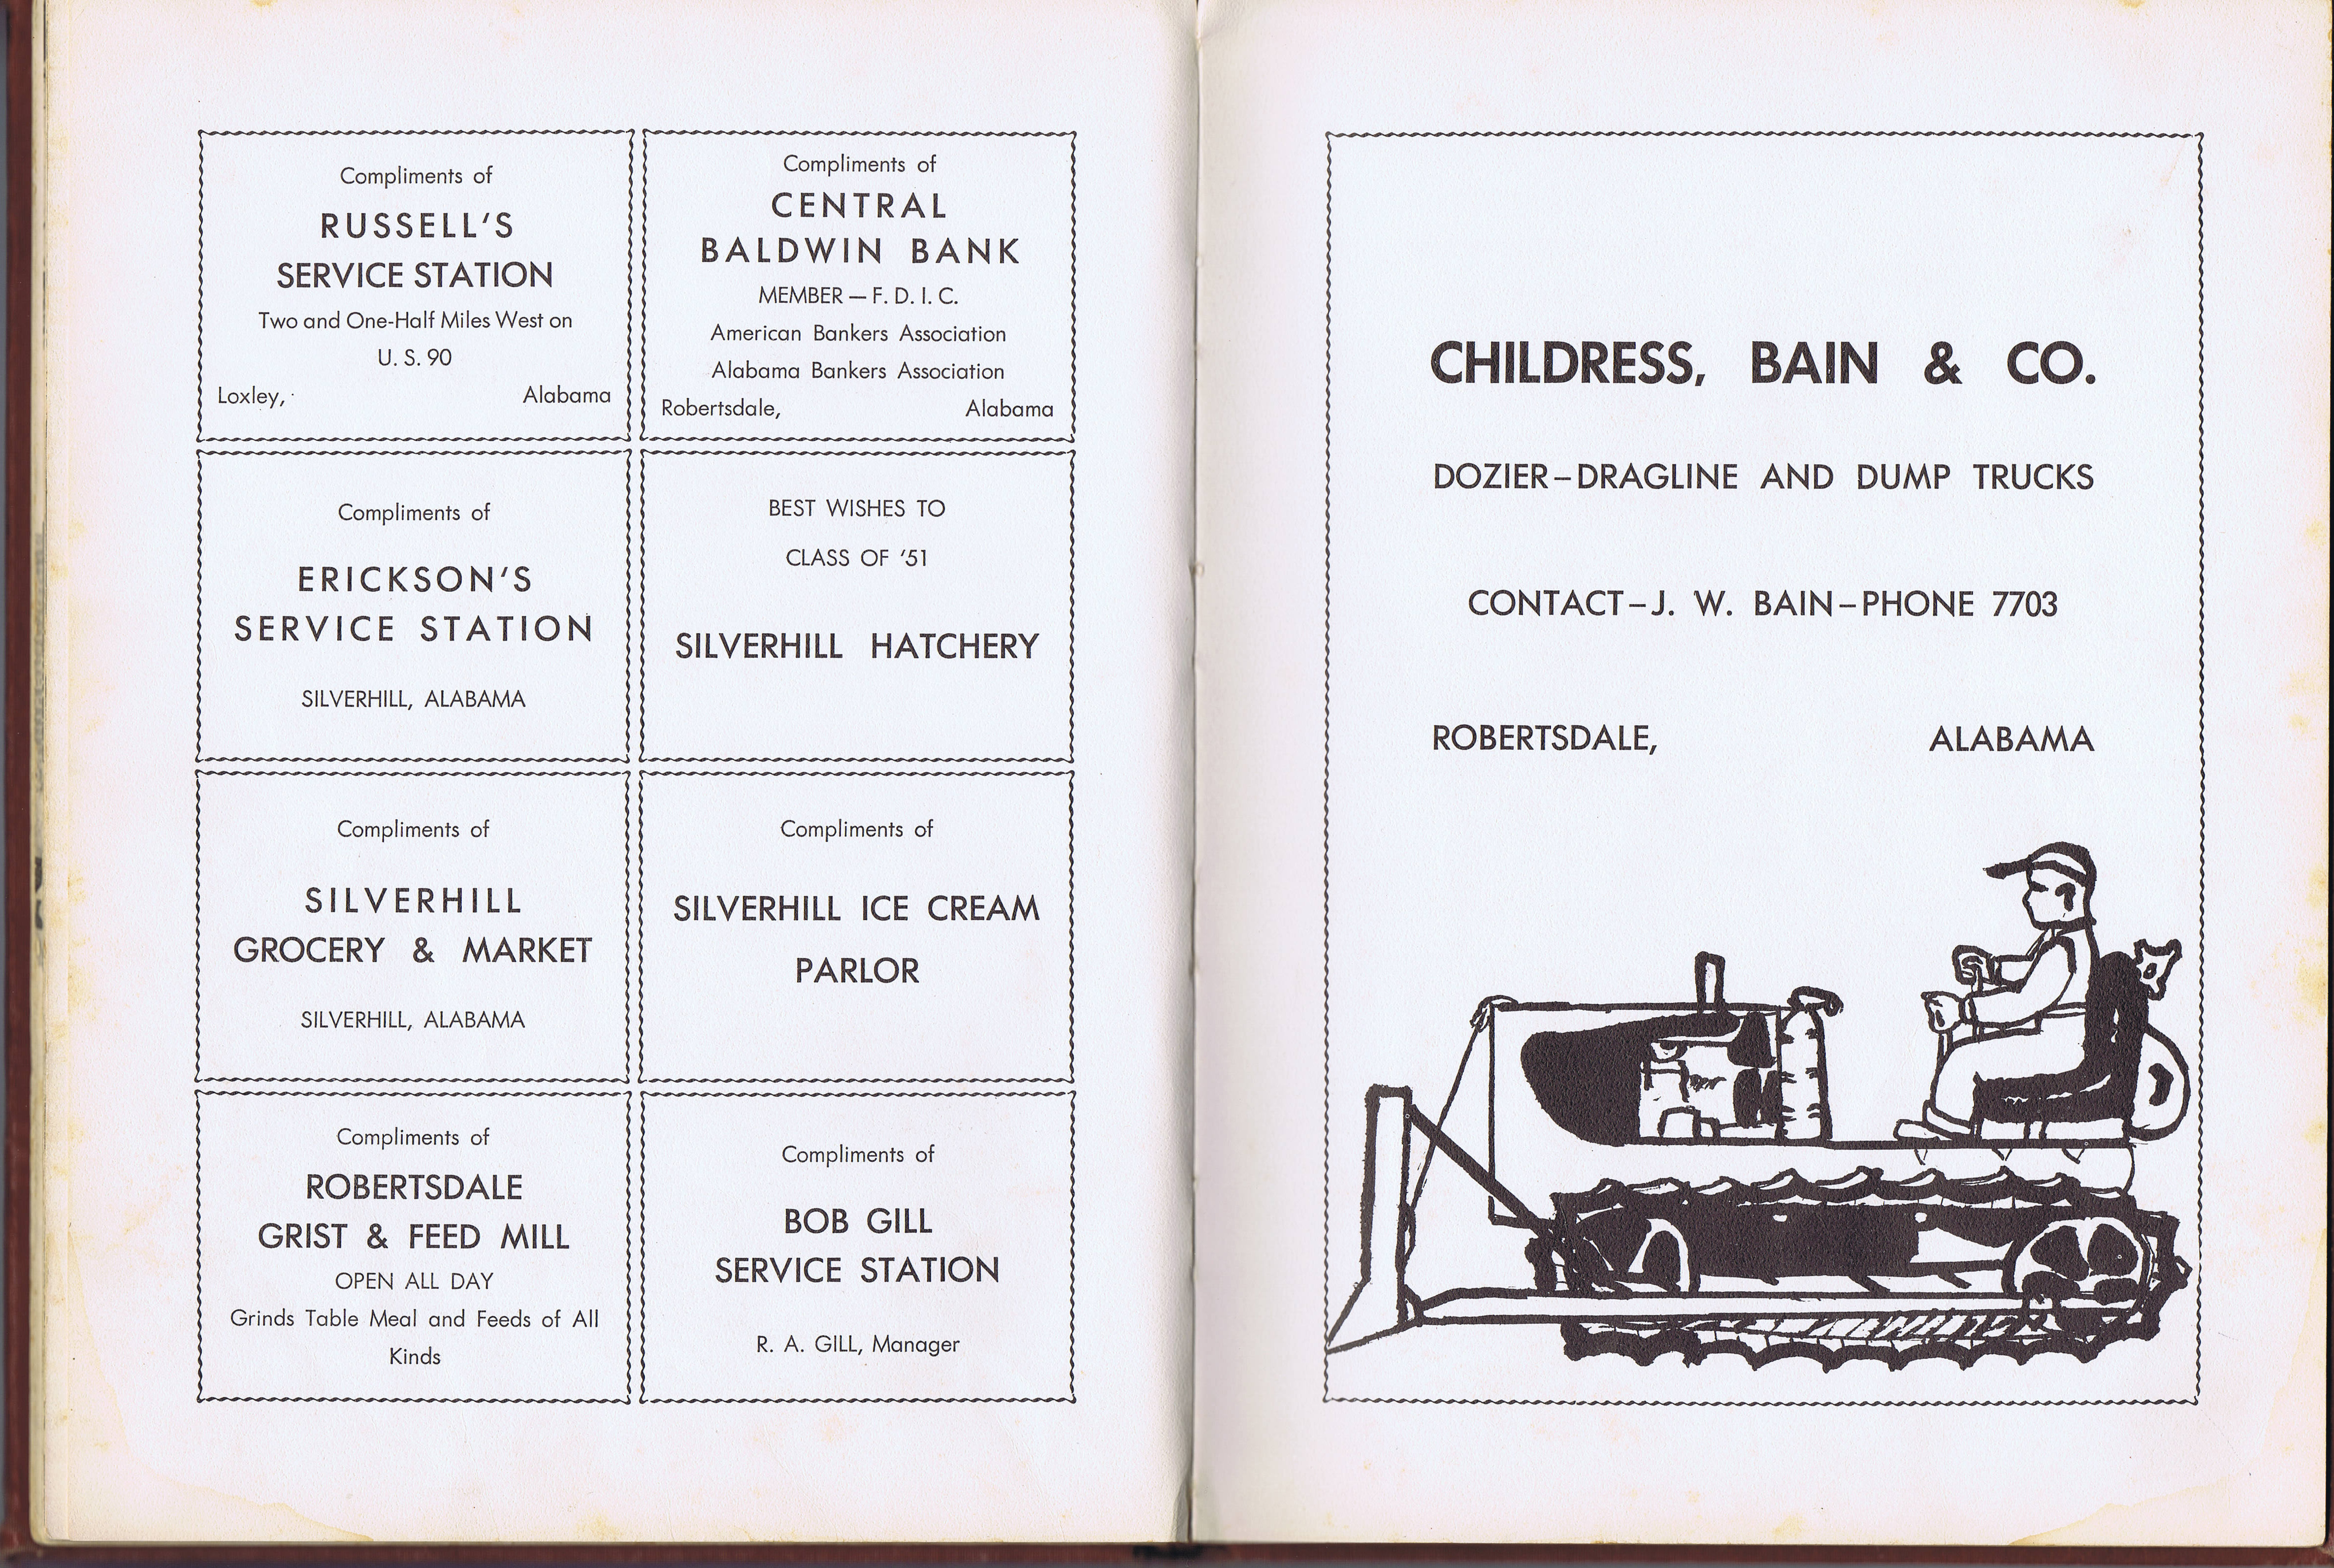 Compliments of
RUSSELL'S
SERVICE STATION
Two and One-Half Miles West on
U. S. 90
Loxley, Alabama
Compliments of
CENTRAL
BALDWIN BANK
MEMBER — F. D. I. C.
American Bankers Association
Alabama Bankers Association
Robertsdale, Alabama
Compliments of
ERICKSON'S
SERVICE STATION
SILVERHILL, ALABAMA
BEST WISHES TO
CLASS OF '51
SILVERHILL HATCHERY
Compliments of
SILVERHILL
GROCERY & MARKET
SILVERHILL, ALABAMA
Compliments of
SILVERHILL ICE CREAM
PARLOR
Compliments of
ROBERTSDALE
GRIST & FEED MILL
OPEN ALL DAY
Grinds Table Meal and Feeds of All
Kinds
Compliments of
BOB GILL
SERVICE STATION
R. A. GILL, Manager
CHILDRESS, BAIN & CO.
DOZIER—DRAGLINE AND DUMP TRUCKS
CONTACT—J. W. BAIN—PHONE 7703
ROBERTSDALE, ALABAMA